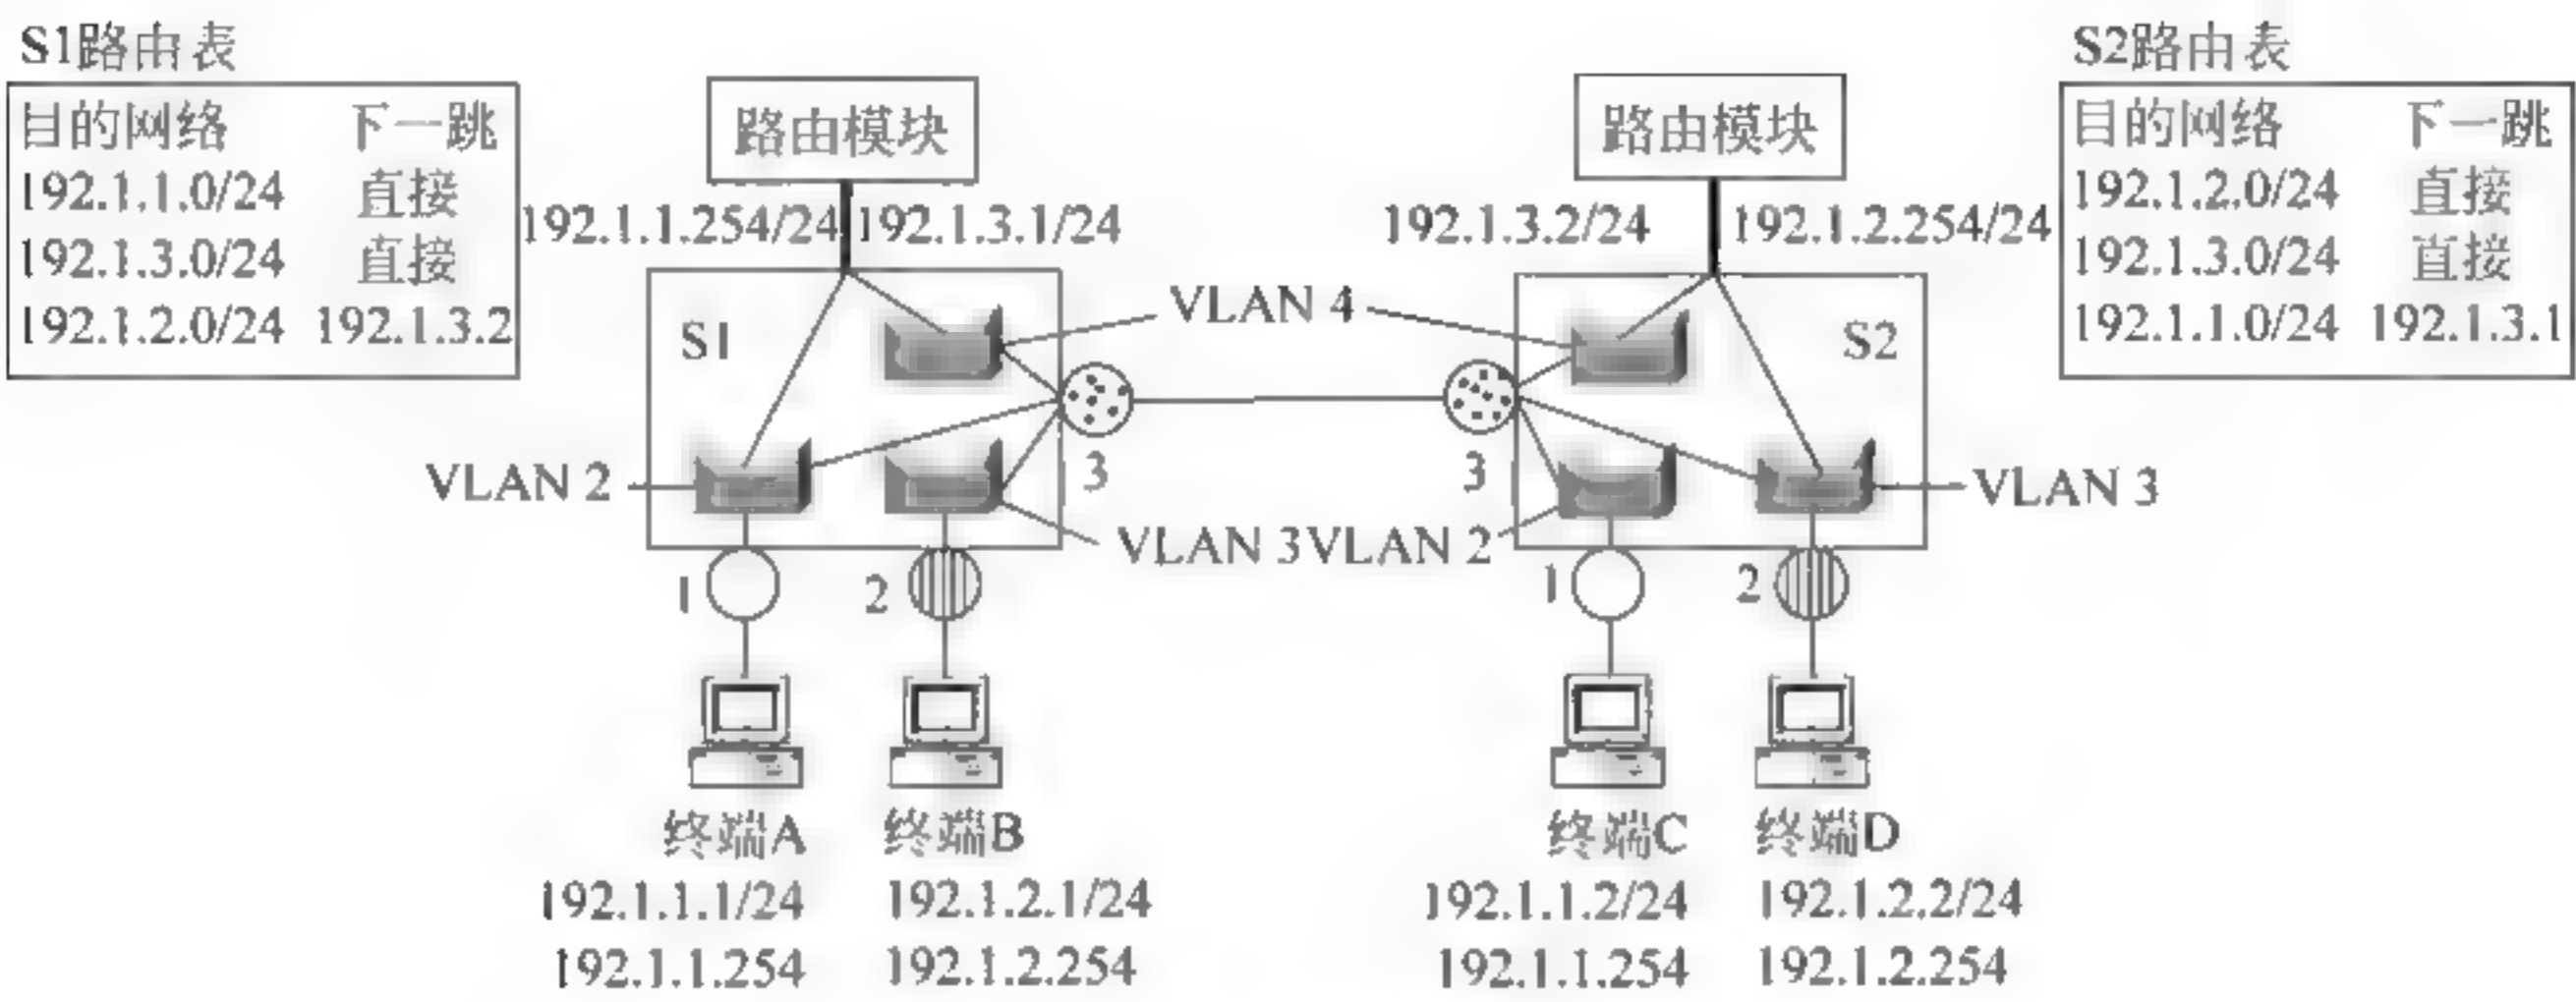 S1路由表
目的网络 下一跳
192.1.1.0/24 直接
192.1.3.0/24 直接
192.1.2.0/24 192.1.3.2
路由模块
192.1.1.254/24 192.1.3.1/24
路由模块
192.1.3.2/24 192.1.2.254/24
S2路由表
目的网络 下一跳
192.1.2.0/24 直接
192.1.3.0/24 直接
192.1.1.0/24 192.1.3.1
S1
VLAN 4
S2
VLAN 2
3
3
VLAN 3
VLAN 3
VLAN 2
1
2
1
2
终端A
192.1.1.1/24
192.1.1.254
终端B
192.1.2.1/24
192.1.2.254
终端C
192.1.1.2/24
192.1.1.254
终端D
192.1.2.2/24
192.1.2.254